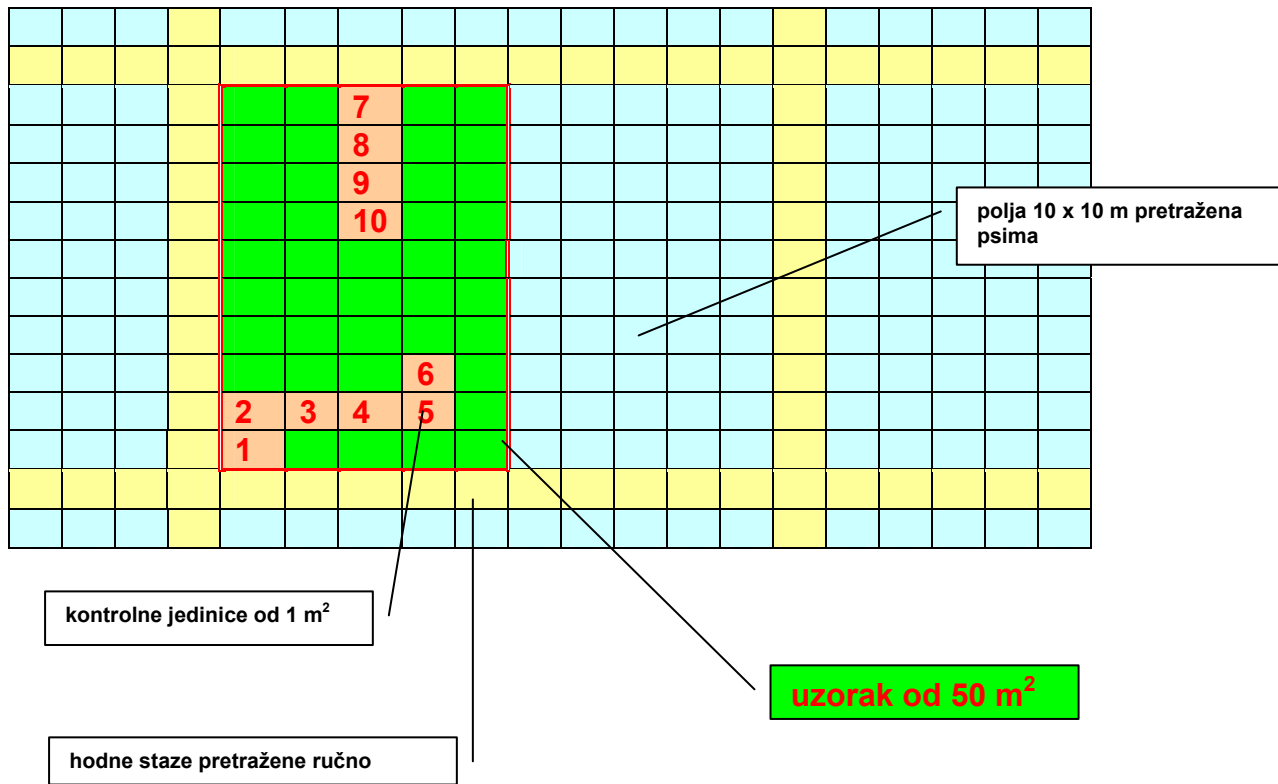 7
8
9
10
polja 10 x 10 m pretražena
psima
6
2 3 4 5
1
kontrolne jedinice od 1 m²
uzorak od 50 m²
hodne staze pretražene ručno